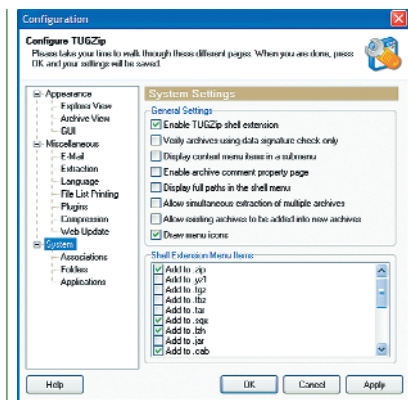 Configuration
Configure TUGZip
Please take your time to walk through these different pages. When you are done, press
OK and your settings will be saved.
Appearance
Explorer View
Archive View
GUI
Miscellaneous
E-Mail
Extraction
Language
File List Printing
Plugins
Compression
Web Update
System
Associations
Folders
Applications
System Settings
General Settings
Enable TUGZip shell extension
Verify archives using data signature check only
Display context menu items in a submenu
Enable archive comment property page
Display full paths in the shell menu
Allow simultaneous extraction of multiple archives
Allow existing archives to be added into new archives
Draw menu icons
Shell Extension Menu Items
Add to .zip
Add to .yz1
Add to .tgz
Add to .tbz
Add to .tar
Add to .sqx
Add to .lzh
Add to .jar
Add to .cab
Help
OK
Cancel
Apply